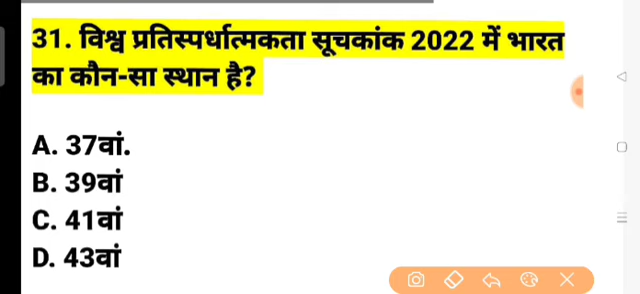 31. विश्व प्रतिस्पर्धात्मकता सूचकांक 2022 में भारत
का कौन-सा स्थान है?
A. 37वां.
B. 39वां
C. 41वां
D. 43वां